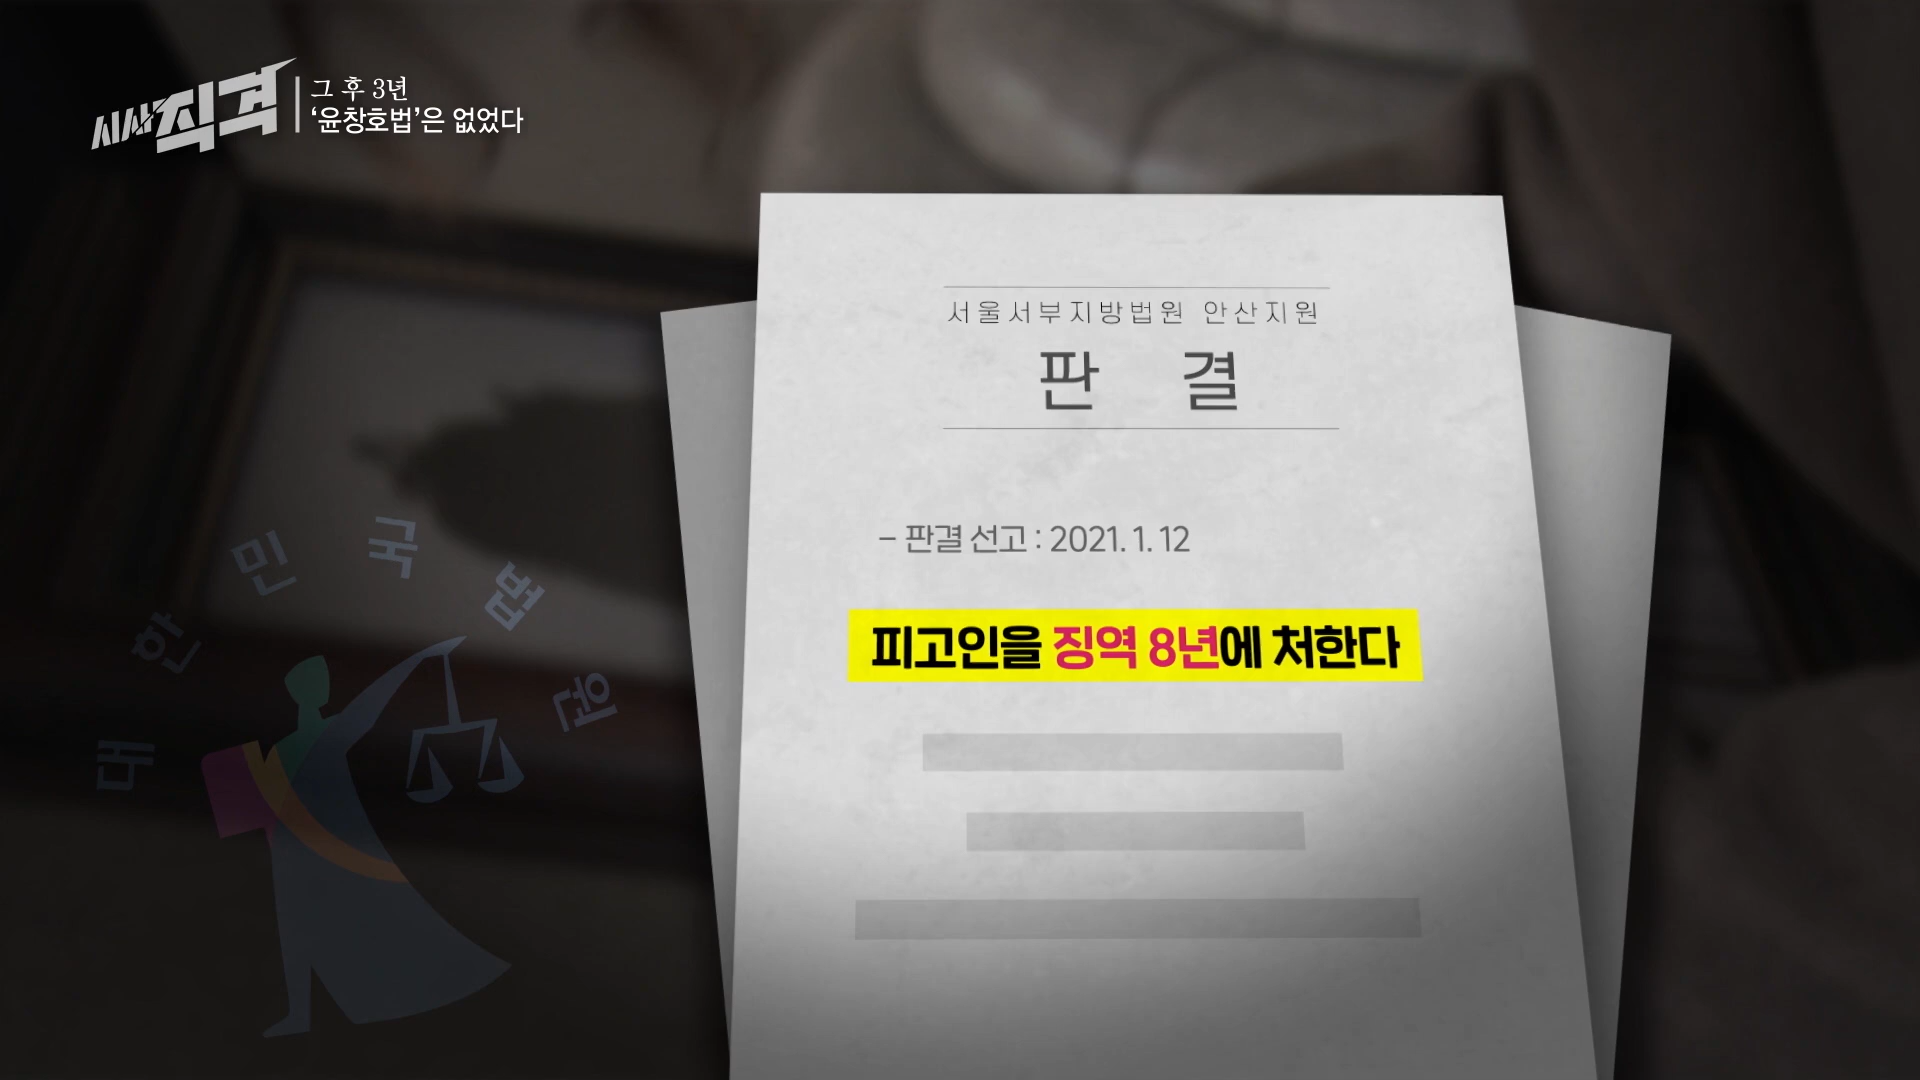 시사직격
그 후 3년
‘윤창호법’은 없었다
서울서부지방법원 안산지원
판 결
– 판결 선고 : 2021. 1. 12
피고인을 징역 8년에 처한다
대한민국법원